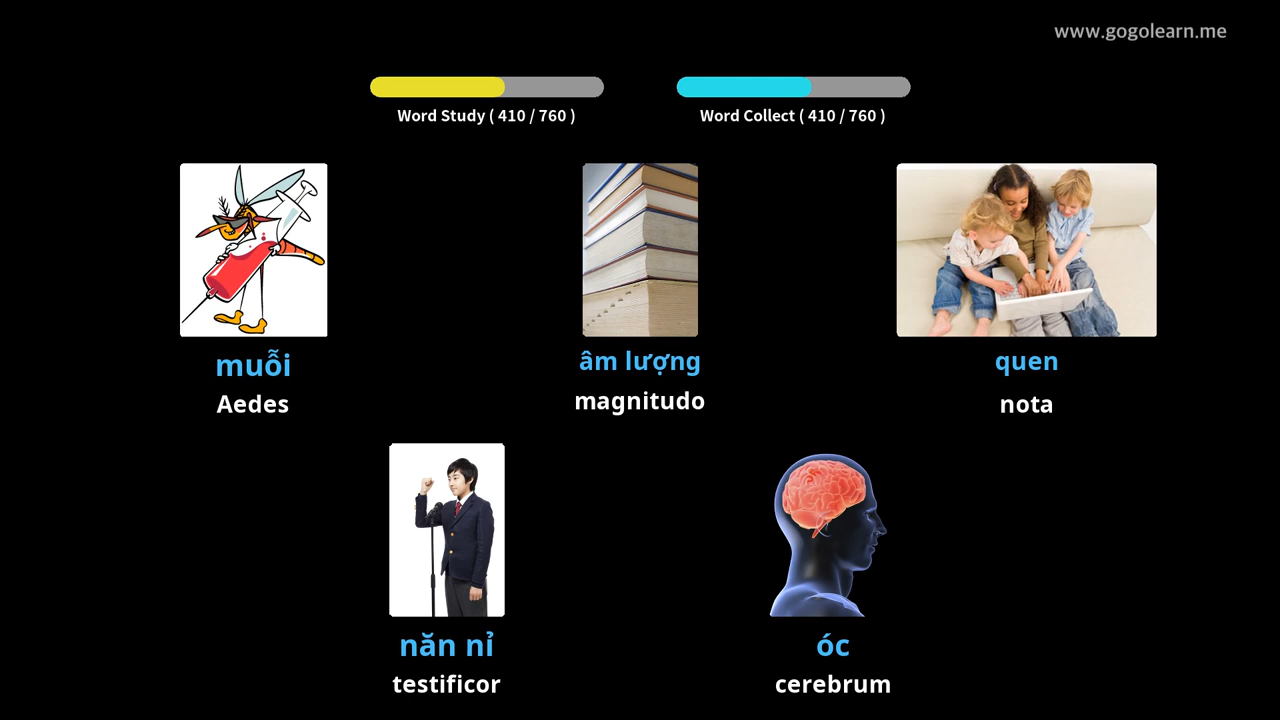 www.gogolearn.me
Word Study ( 410 / 760 )
Word Collect ( 410 / 760 )
muỗi
Aedes
âm lượng
magnitudo
quen
nota
năn nỉ
testificor
óc
cerebrum